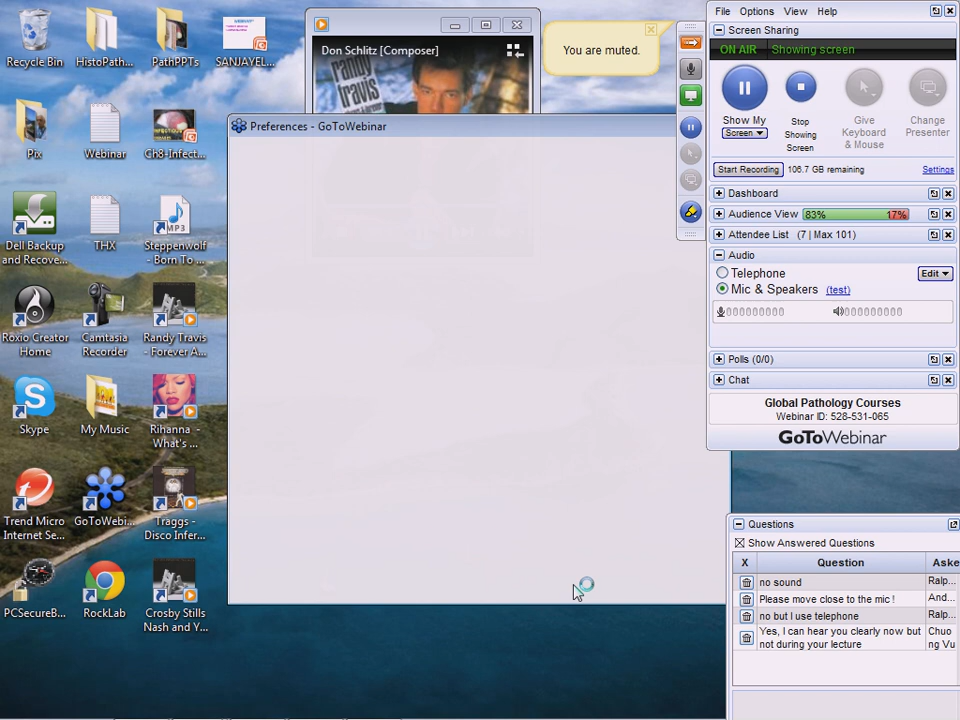 Recycle Bin
HistoPath...
PathPPTs
SANJAYEL...
Pix
Webinar
Ch8-Infect...
Dell Backup
and Recove...
THX
MP3
Steppenwolf
- Born To ...
Roxio Creator
Home
Camtasia
Recorder
Randy Travis
- Forever A...
Skype
My Music
Rihanna -
What's ...
Trend Micro
Internet Se...
GoToWebi...
Traggs -
Disco Infer...
PCSecureB...
RockLab
Crosby Stills
Nash and Y...
Don Schlitz [Composer]
randy
travis
Preferences - GoToWebinar
You are muted.
File Options View Help
Screen Sharing
ON AIR Showing screen
Show My
Screen
Stop
Showing
Screen
Give
Keyboard
& Mouse
Change
Presenter
Start Recording 106.7 GB remaining Settings
Dashboard
Audience View 83% 17%
Attendee List (7 | Max 101)
Audio
Telephone Edit
Mic & Speakers (test)
Polls (0/0)
Chat
Global Pathology Courses
Webinar ID: 528-531-065
GoToWebinar
Questions
Show Answered Questions
X Question Aske
no sound Ralp...
Please move close to the mic ! And...
no but I use telephone Ralp...
Yes, I can hear you clearly now but
not during your lecture
Chuo
ng Vu